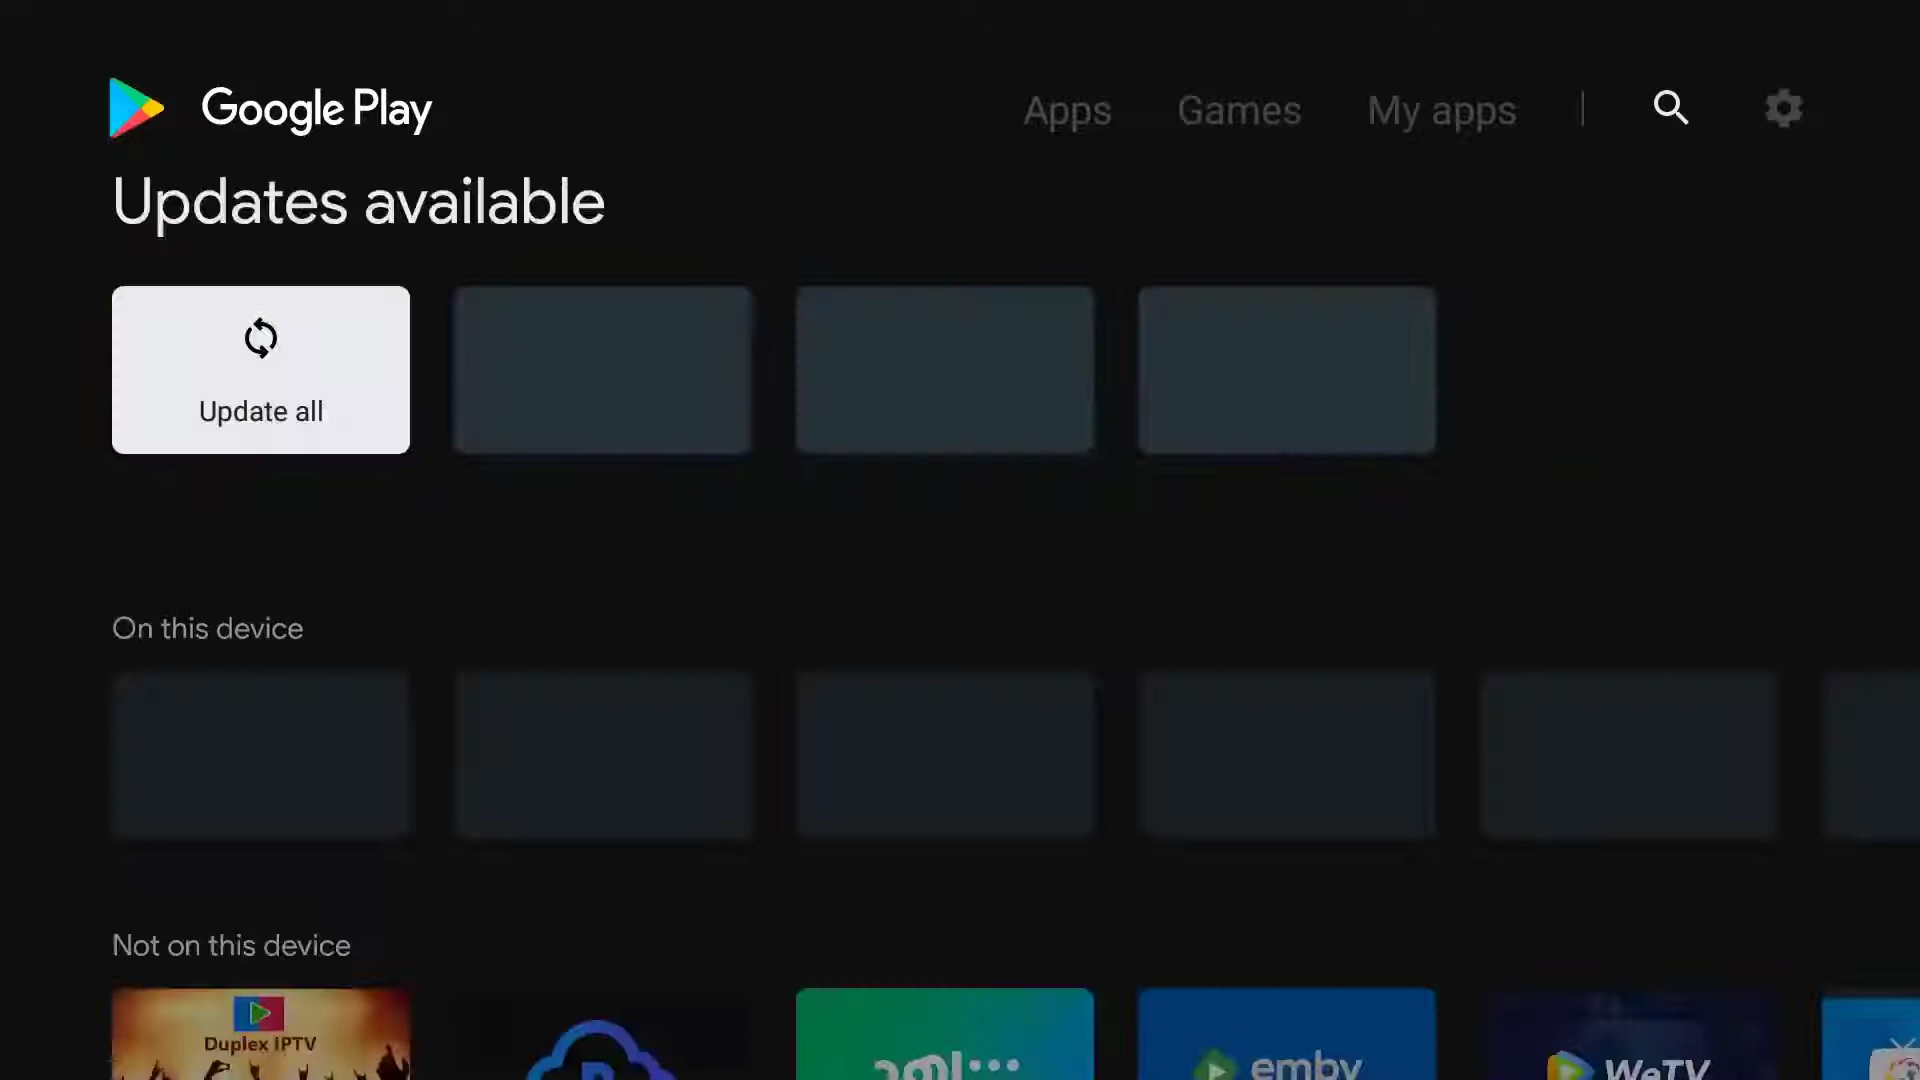 Google Play
Apps
Games
My apps
Updates available
Update all
On this device
Not on this device
Duplex IPTV
emby
WeTV